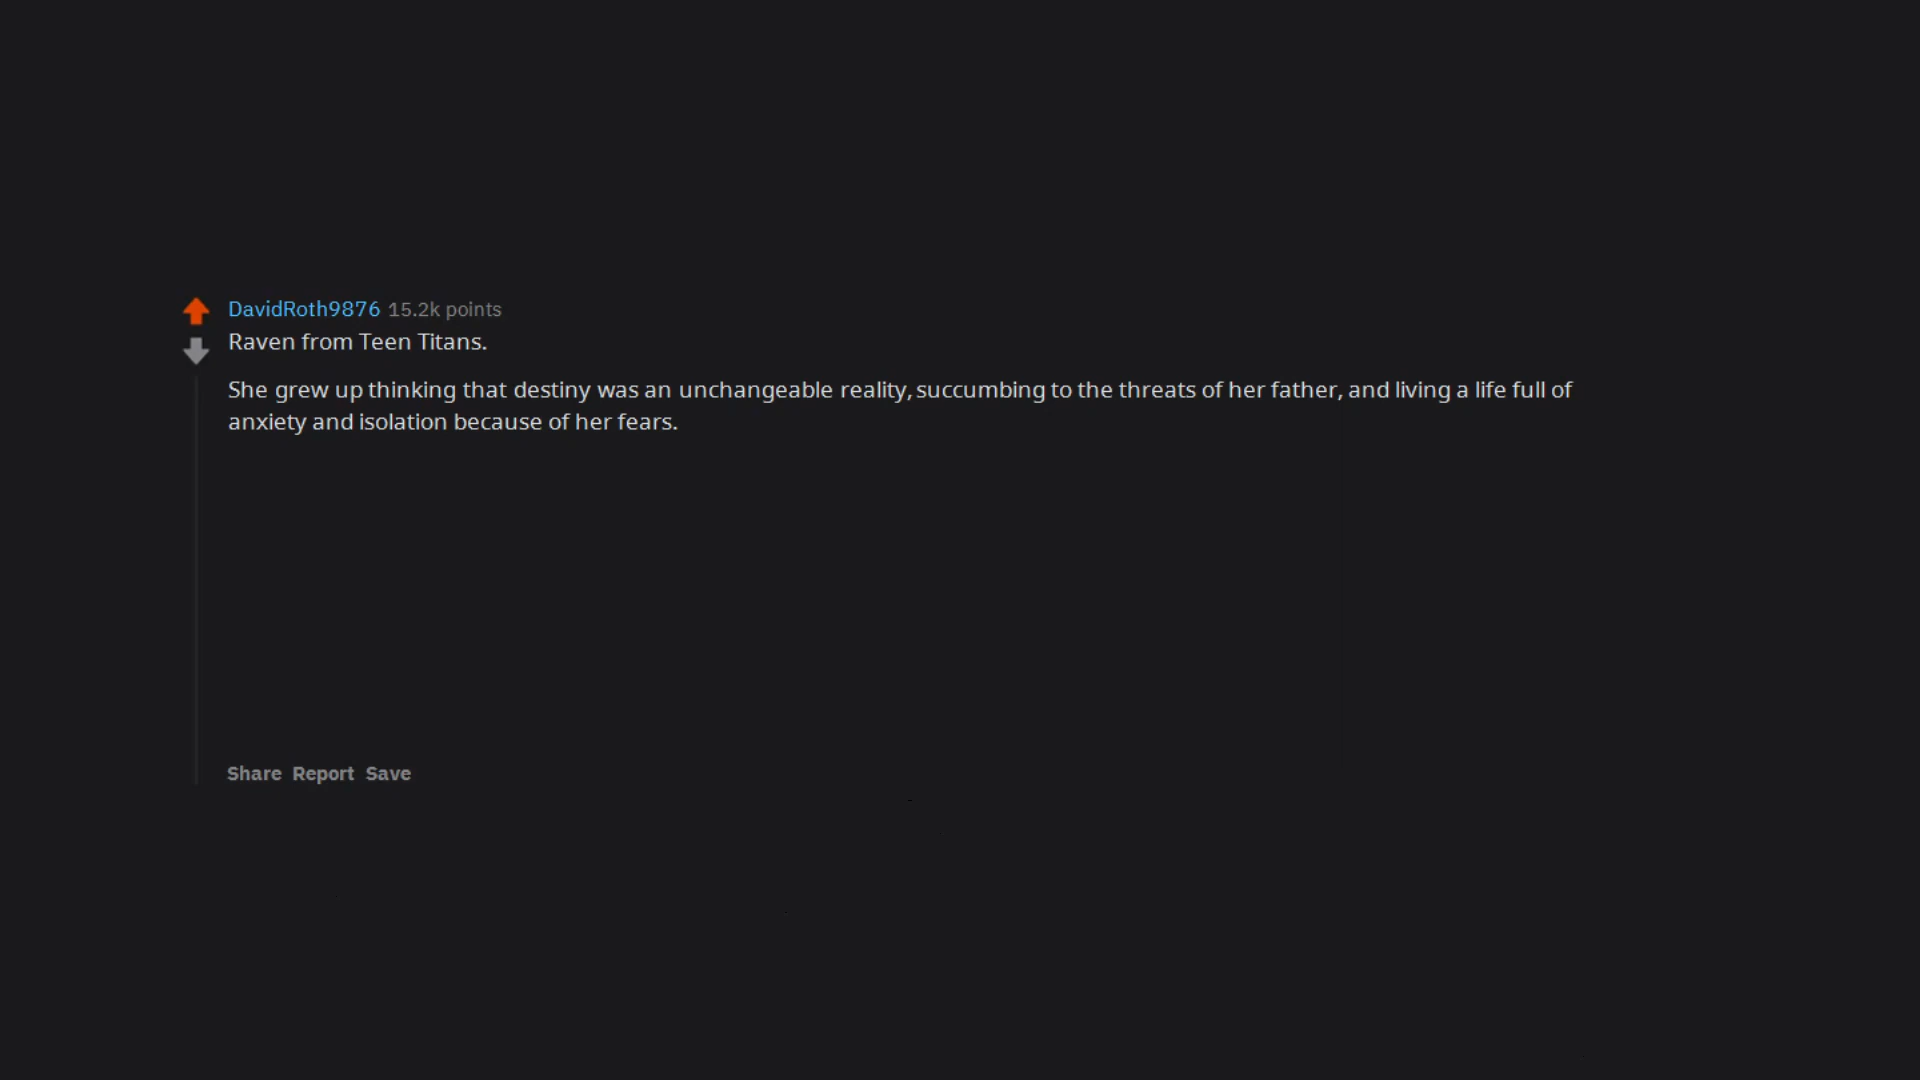 DavidRoth9876 15.2k points
Raven from Teen Titans.
She grew up thinking that destiny was an unchangeable reality, succumbing to the threats of her father, and living a life full of
anxiety and isolation because of her fears.
Share Report Save